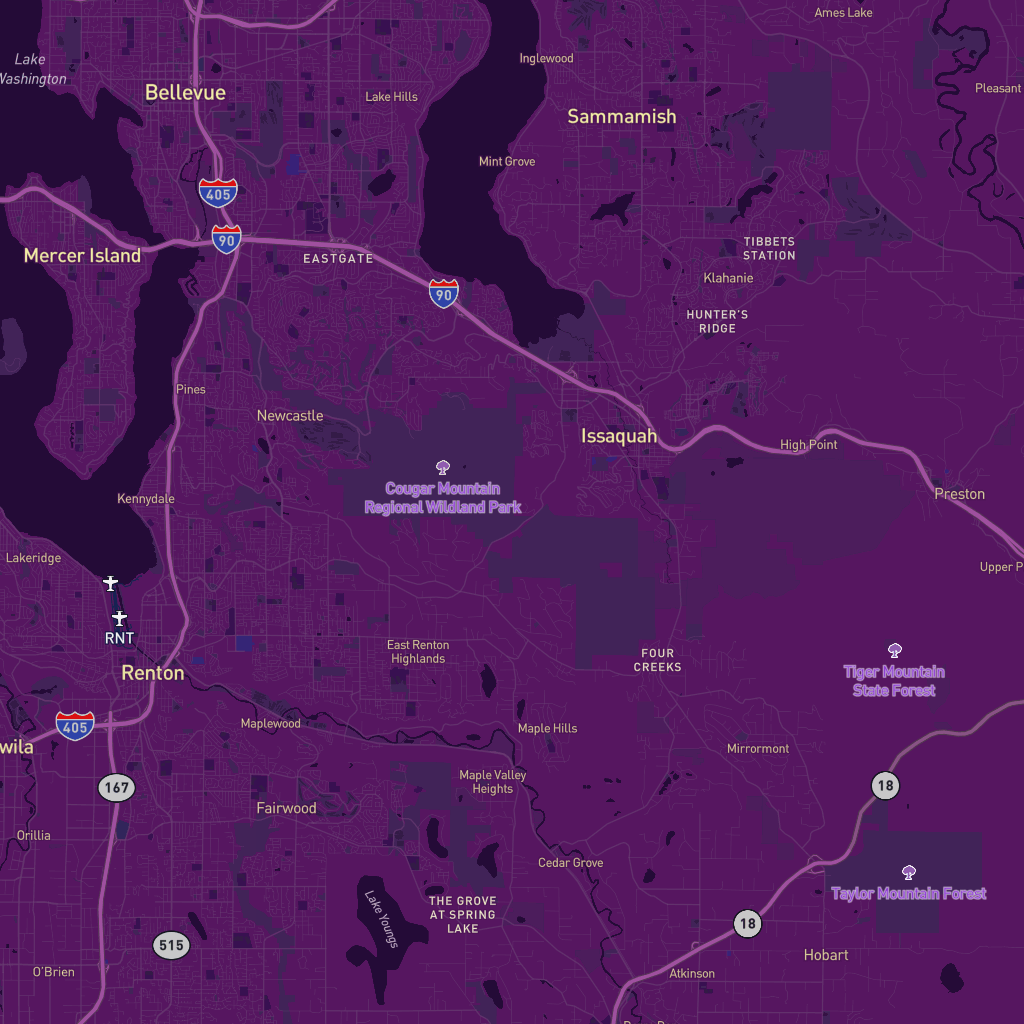 Ames Lake
Lake
Washington
Inglewood
Pleasant
Bellevue
Lake Hills
Sammamish
Mint Grove
405
90
Mercer Island
EASTGATE
TIBBETS
STATION
Klahanie
90
HUNTER'S
RIDGE
Pines
Newcastle
Issaquah
High Point
Cougar Mountain
Regional Wildland Park
Kennydale
Preston
Lakeridge
Upper P
RNT
East Renton
Highlands
FOUR
CREEKS
Renton
Tiger Mountain
State Forest
405
Maplewood
Maple Hills
wila
Mirrormont
167
Maple Valley
Heights
18
Fairwood
Orillia
Cedar Grove
Taylor Mountain Forest
Lake Youngs
THE GROVE
AT SPRING
LAKE
18
515
Hobart
O'Brien
Atkinson